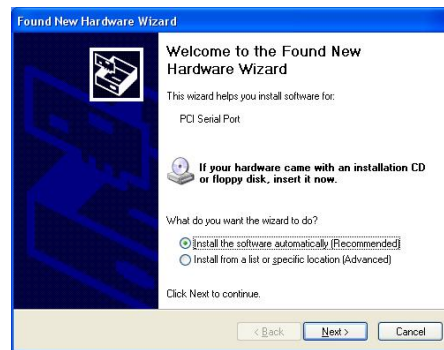 Found New Hardware Wizard
Welcome to the Found New
Hardware Wizard
This wizard helps you install software for:
PCI Serial Port
If your hardware came with an installation CD
or floppy disk, insert it now.
What do you want the wizard to do?
Install the software automatically (Recommended)
Install from a list or specific location (Advanced)
Click Next to continue.
< Back Next > Cancel